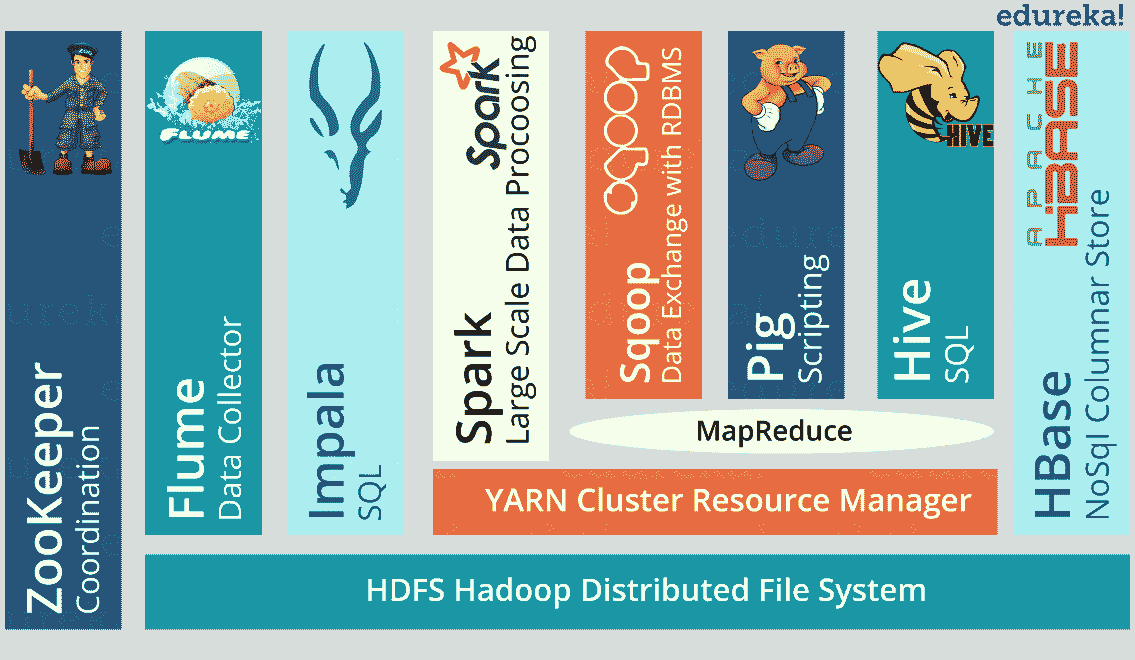 edureka!
ZooKeeper
Coordination
FLUME
Flume
Data Collector
Impala
SQL
Spark
Spark
Large Scale Data Procoosing
Sqoop
Sqoop
Data Exchange with RDBMS
Pig
Scripting
HIVE
Hive
SQL
APACHE
HBASE
HBase
NoSql Columnar Store
MapReduce
YARN Cluster Resource Manager
HDFS Hadoop Distributed File System